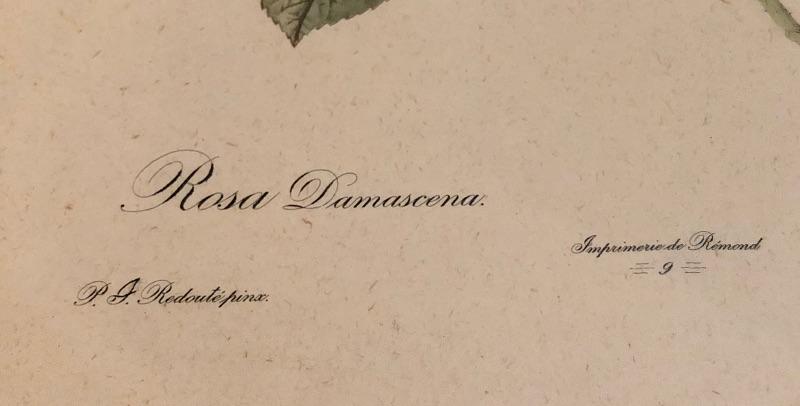 Rosa Damascena.
Imprimerie de Rémond
9
P. J. Redouté pinx.